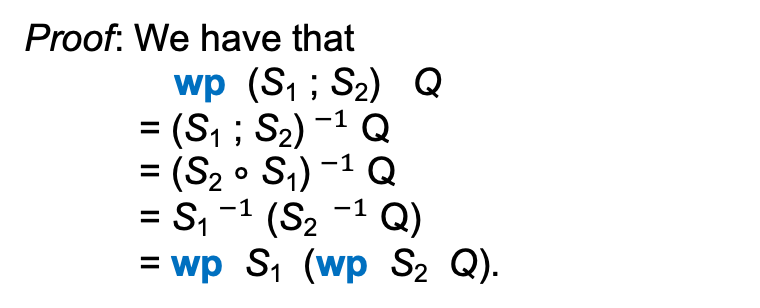 Proof: We have that
wp (S₁ ; S₂) Q
= (S₁ ; S₂) ⁻¹ Q
= (S₂ ∘ S₁) ⁻¹ Q
= S₁ ⁻¹ (S₂ ⁻¹ Q)
= wp S₁ (wp S₂ Q).